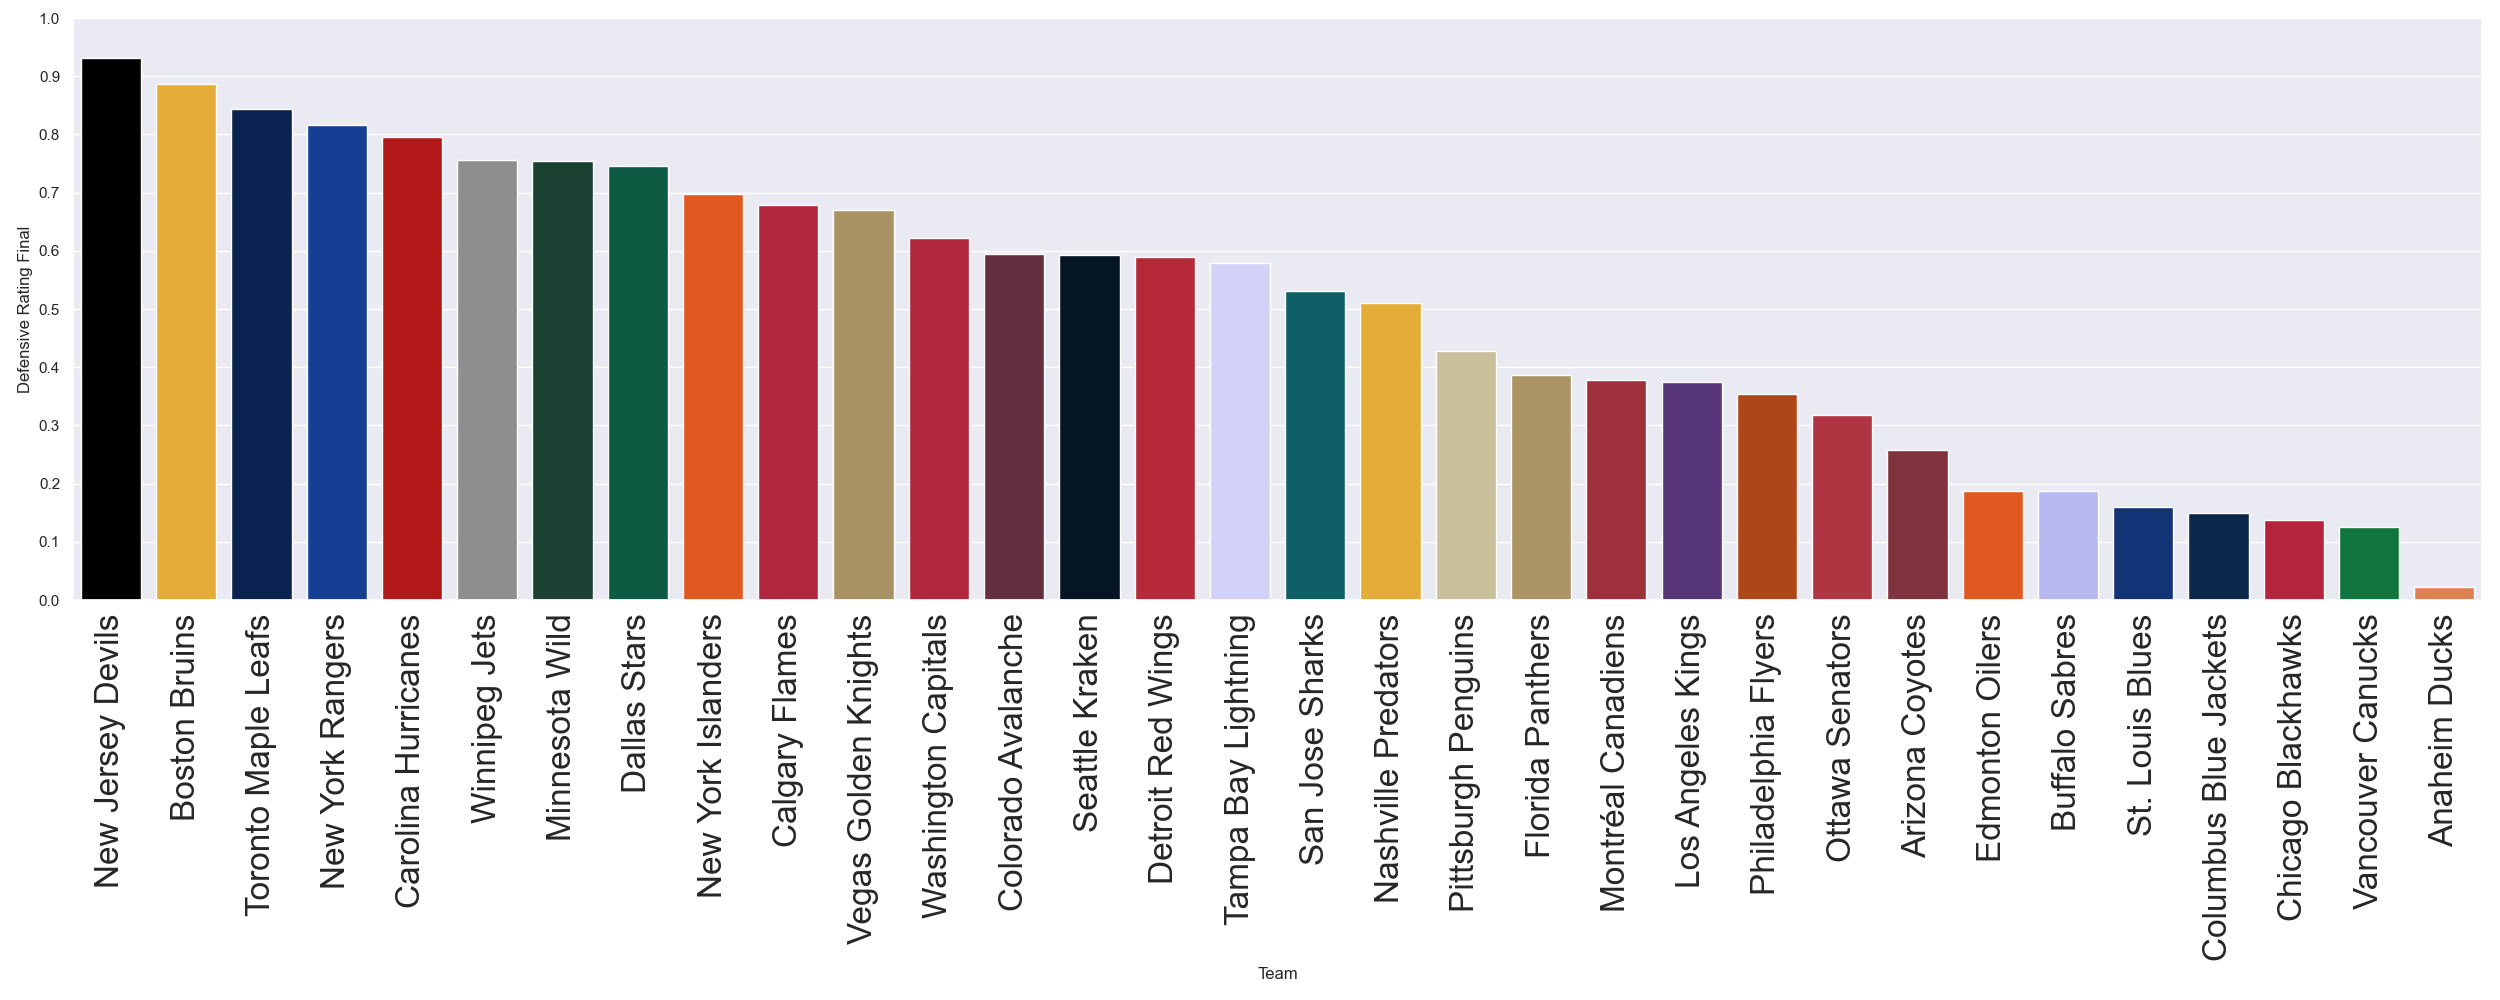 1.0
0.9
0.8
0.7
0.6
0.5
0.4
0.3
0.2
0.1
0.0
Defensive Rating Final
New Jersey Devils
Boston Bruins
Toronto Maple Leafs
New York Rangers
Carolina Hurricanes
Winnipeg Jets
Minnesota Wild
Dallas Stars
New York Islanders
Calgary Flames
Vegas Golden Knights
Washington Capitals
Colorado Avalanche
Seattle Kraken
Detroit Red Wings
Tampa Bay Lightning
San Jose Sharks
Nashville Predators
Pittsburgh Penguins
Florida Panthers
Montréal Canadiens
Los Angeles Kings
Philadelphia Flyers
Ottawa Senators
Arizona Coyotes
Edmonton Oilers
Buffalo Sabres
St. Louis Blues
Columbus Blue Jackets
Chicago Blackhawks
Vancouver Canucks
Anaheim Ducks
Team